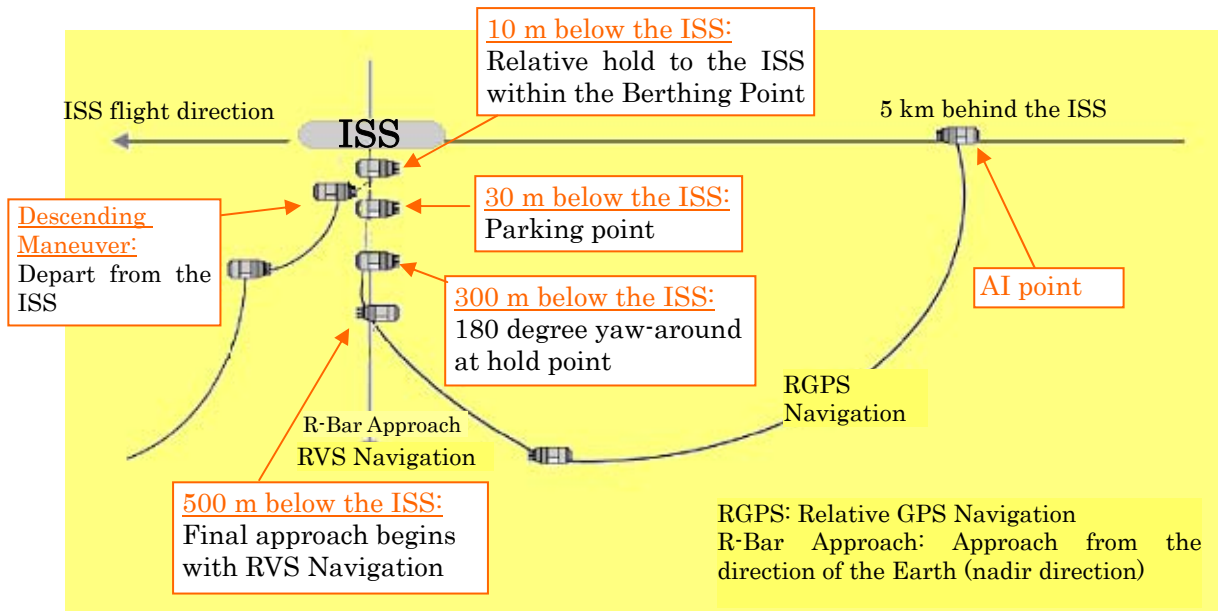 10 m below the ISS:
Relative hold to the ISS
within the Berthing Point
ISS flight direction
ISS
5 km behind the ISS
Descending
Maneuver:
Depart from the
ISS
30 m below the ISS:
Parking point
AI point
300 m below the ISS:
180 degree yaw-around
at hold point
RGPS
Navigation
R-Bar Approach
RVS Navigation
500 m below the ISS:
Final approach begins
with RVS Navigation
RGPS: Relative GPS Navigation
R-Bar Approach: Approach from the
direction of the Earth (nadir direction)